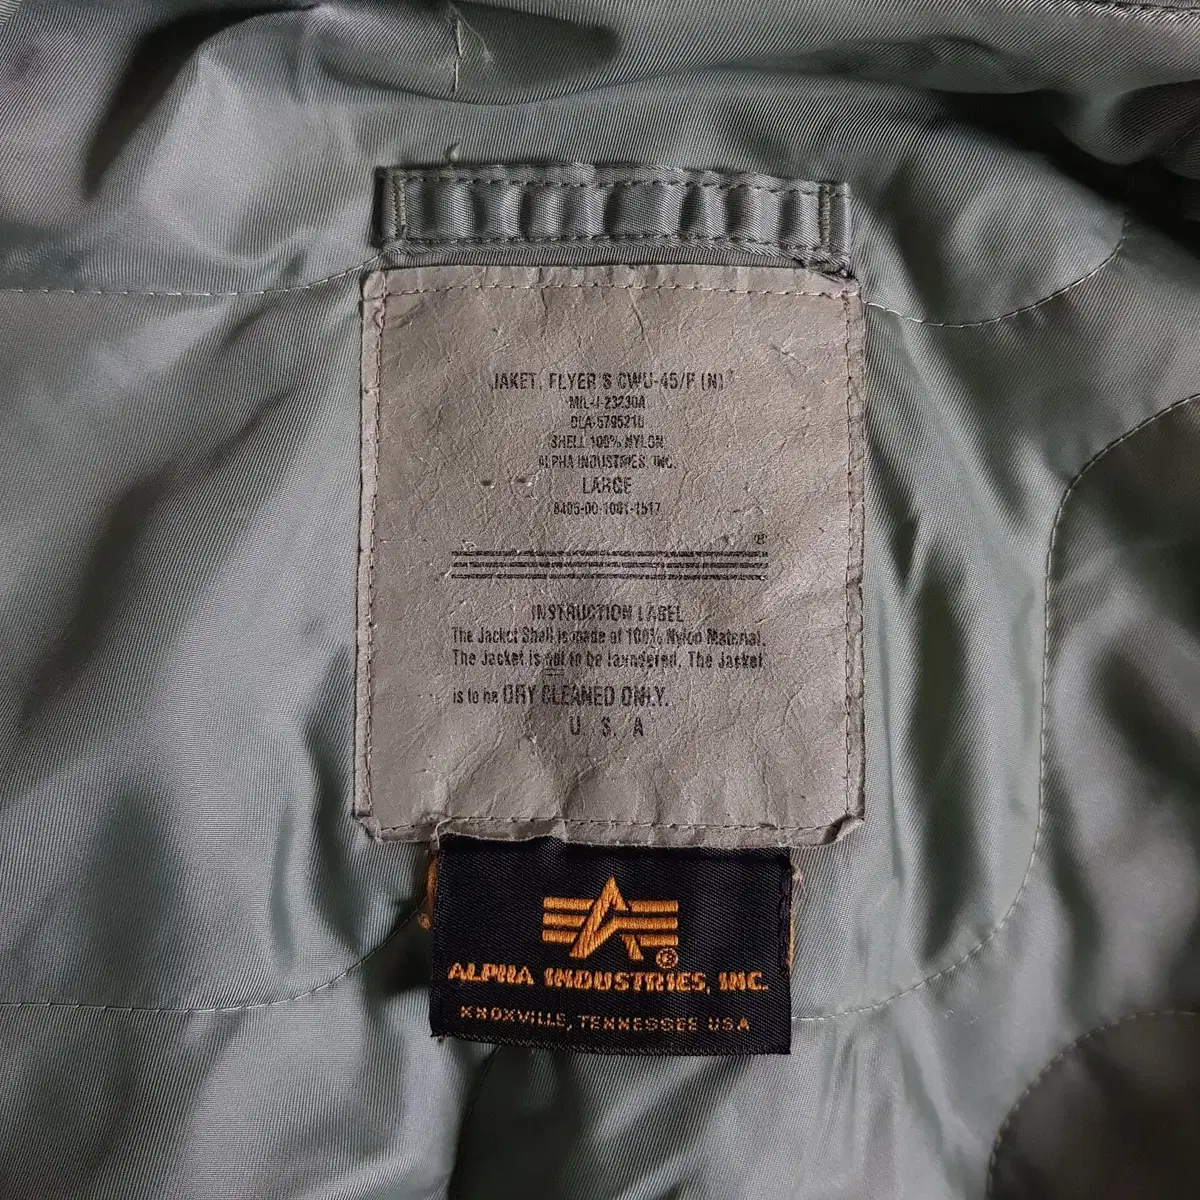 JAKET, FLYER'S CWU-45/P (N)
MIL-J-23230A
DLA-5795210
SHELL 100% NYLON
ALPHA INDUSTRIES, INC.
LARGE
8405-00-1001-1517
®
INSTRUCTION LABEL
The Jacket Shell is made of 100% Nylon Material.
The Jacket is not to be laundered. The Jacket
is to be DRY CLEANED ONLY.
U. S. A
®
ALPHA INDUSTRIES, INC.
KNOXVILLE, TENNESSEE USA